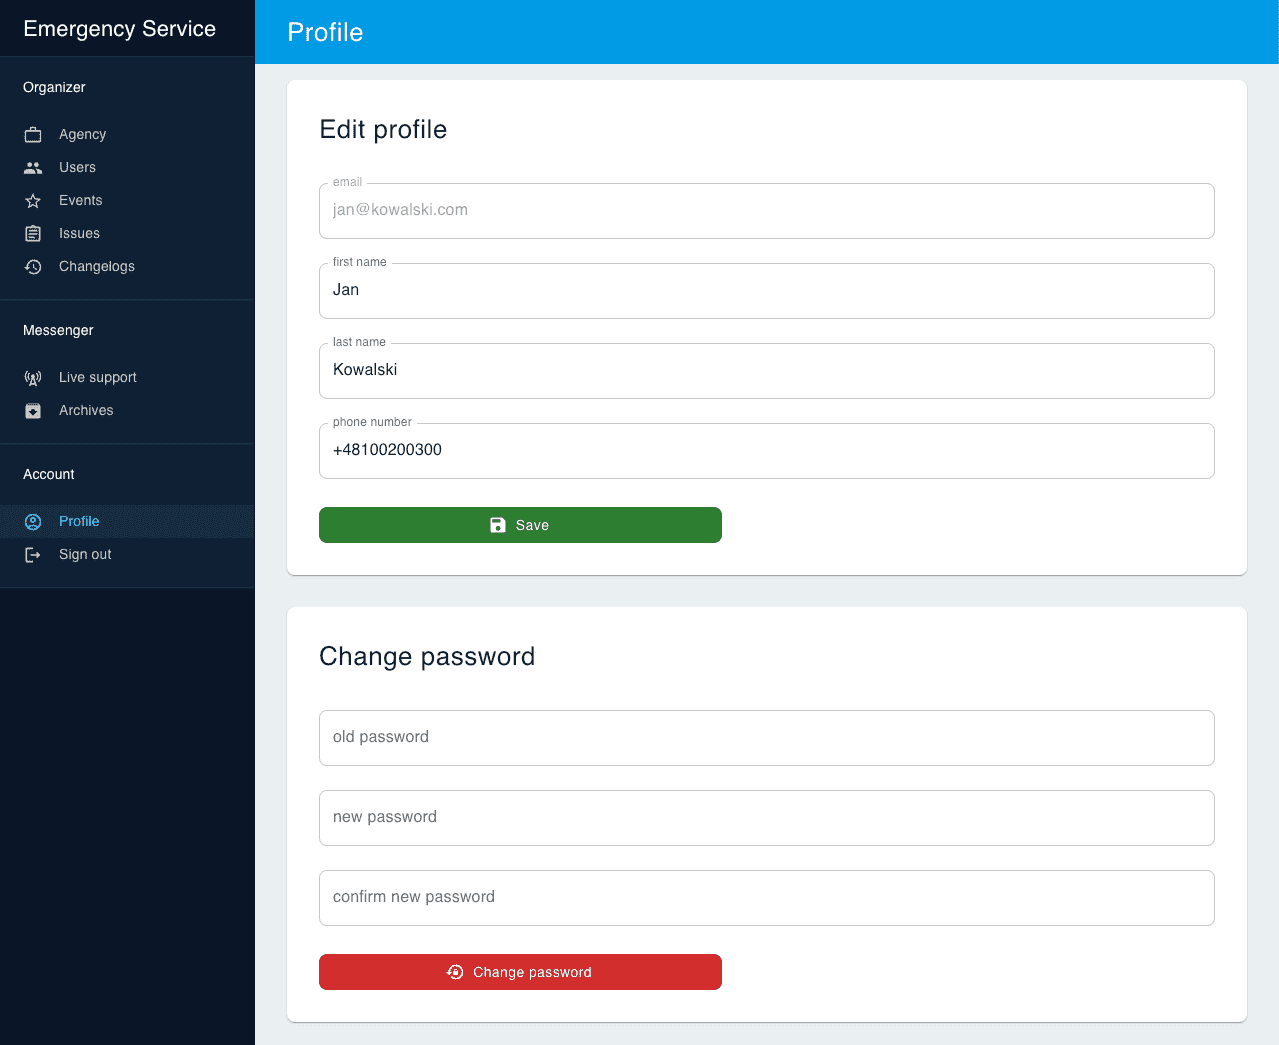 Emergency Service
Organizer
Agency
Users
Events
Issues
Changelogs
Messenger
Live support
Archives
Account
Profile
Sign out
Profile
Edit profile
email
jan@kowalski.com
first name
Jan
last name
Kowalski
phone number
+48100200300
Save
Change password
old password
new password
confirm new password
Change password